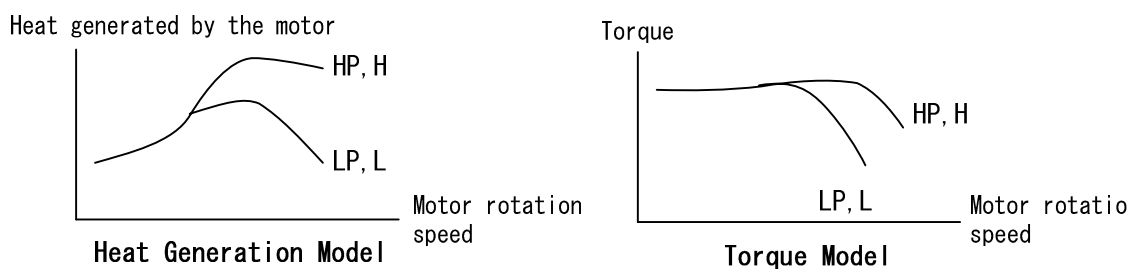 Heat generated by the motor
HP, H
LP, L
Motor rotation
speed
Heat Generation Model
Torque
HP, H
LP, L
Motor rotatio
speed
Torque Model